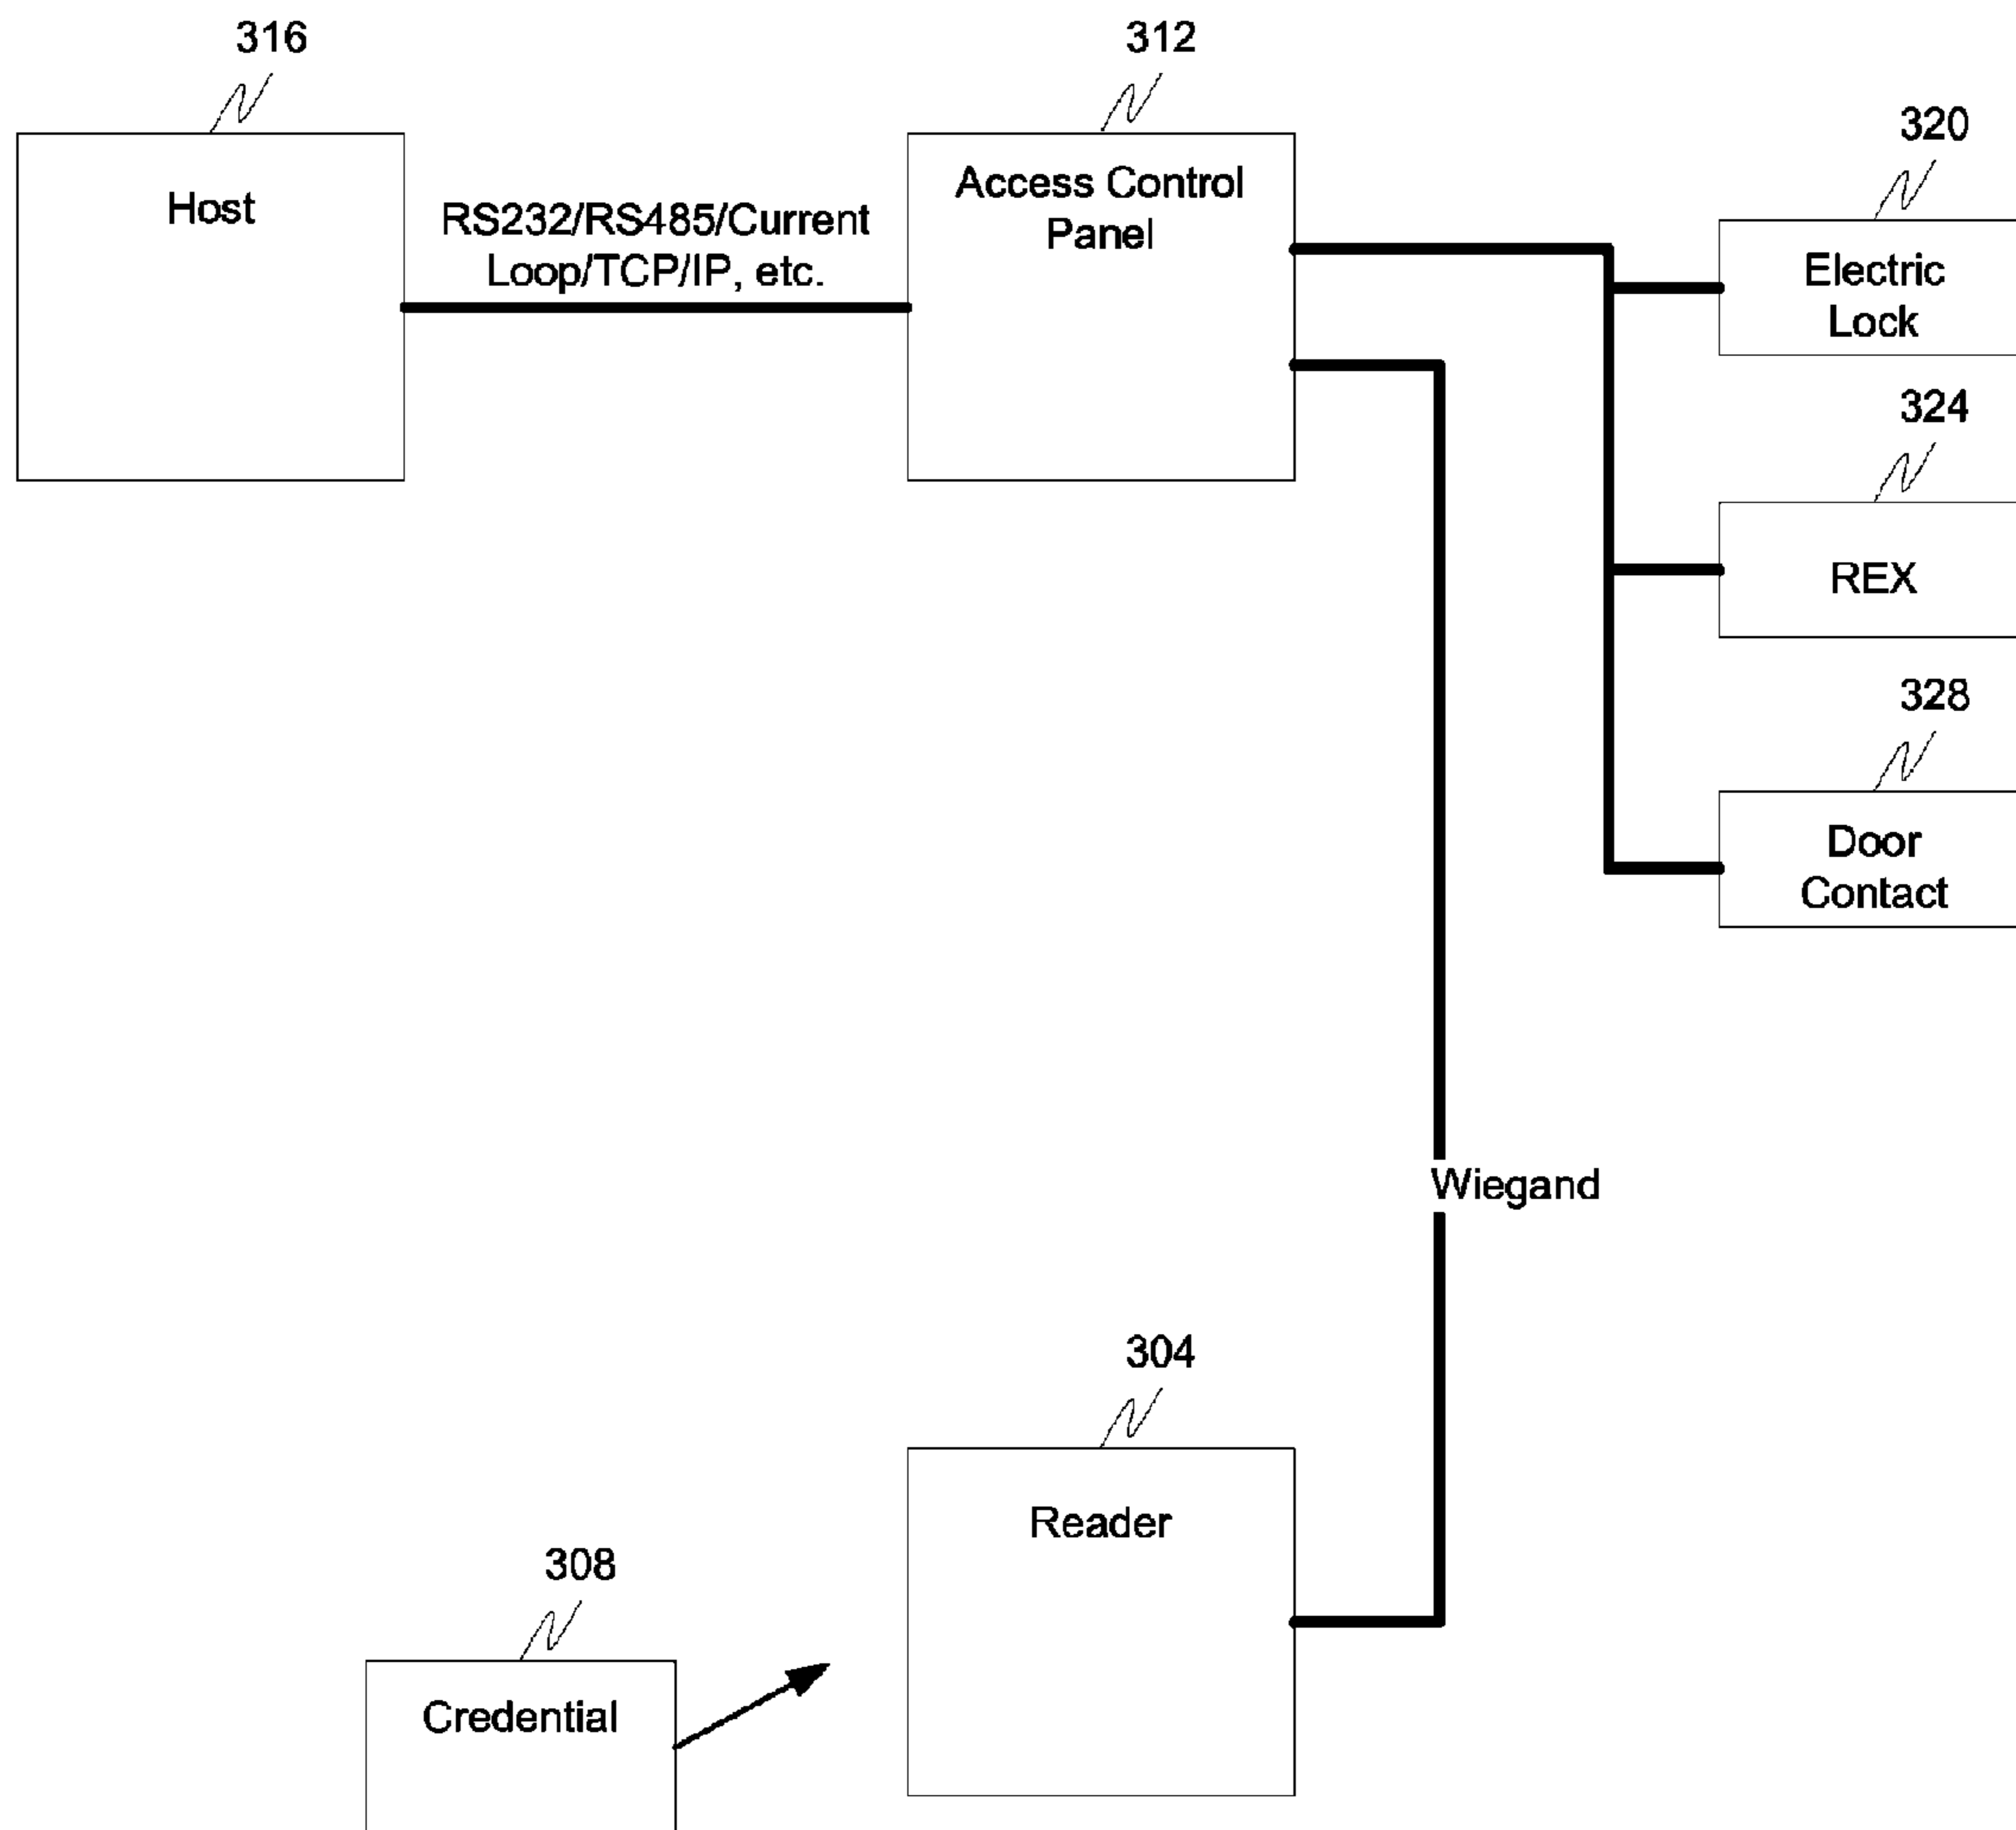 316
312
320
Host
RS232/RS485/Current
Loop/TCP/IP, etc.
Access Control
Panel
Electric
Lock
324
REX
328
Door
Contact
Wiegand
304
Reader
308
Credential